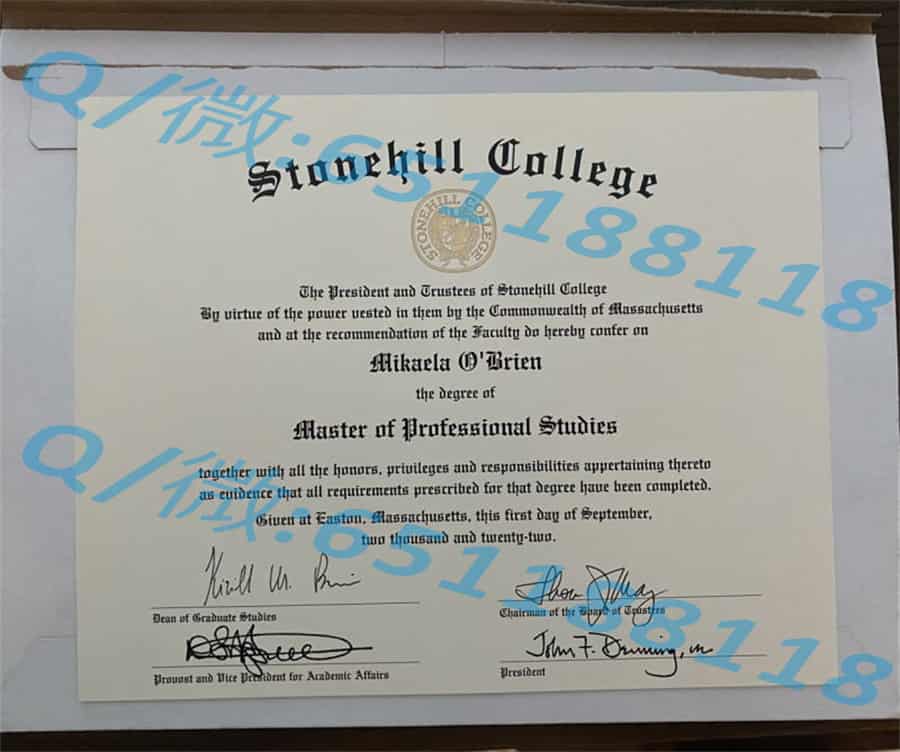 Stonehill College
STONEHILL COLLEGE
The President and Trustees of Stonehill College
By virtue of the power vested in them by the Commonwealth of Massachusetts
and at the recommendation of the Faculty do hereby confer on
Mikaela O'Brien
the degree of
Master of Professional Studies
together with all the honors, privileges and responsibilities appertaining thereto
as evidence that all requirements prescribed for that degree have been completed.
Given at Easton, Massachusetts, this first day of September,
two thousand and twenty-two.
Dean of Graduate Studies
Chairman of the Board of Trustees
John F. Denning,
Provost and Vice President for Academic Affairs
President
Q/微:651188118
Q/微:651188118